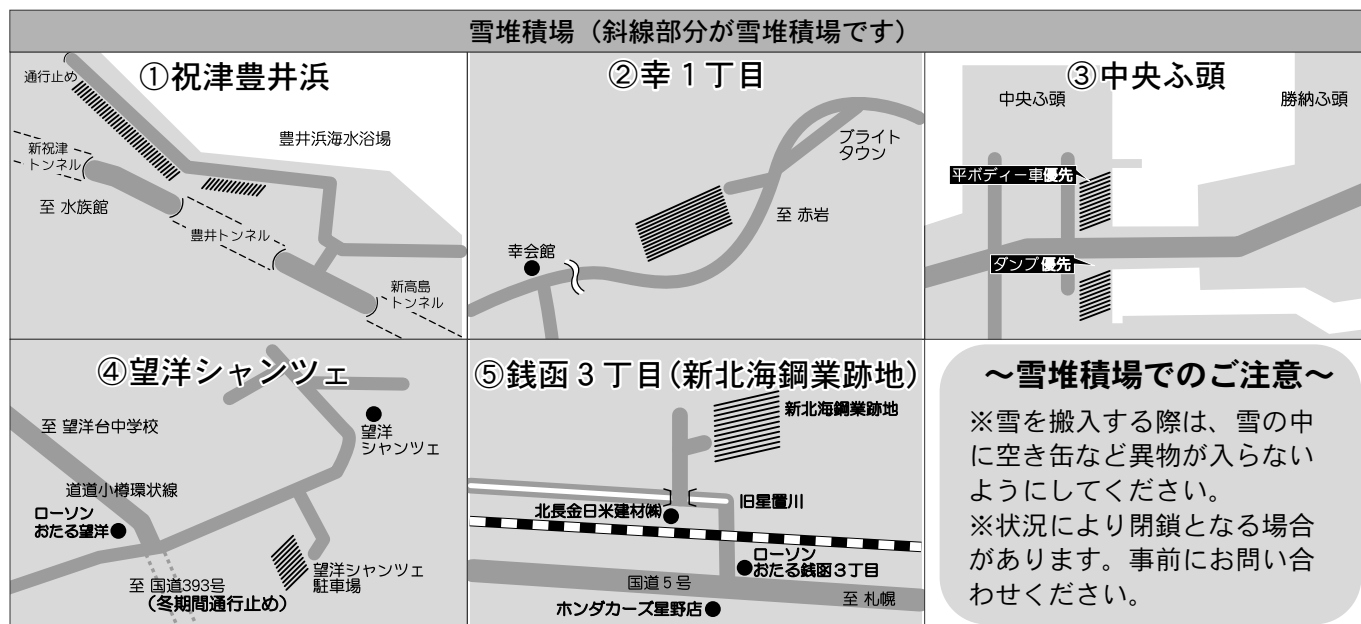 雪堆積場（斜線部分が雪堆積場です）
①祝津豊井浜
通行止め
豊井浜海水浴場
新祝津
トンネル
至 水族館
豊井トンネル
新高島
トンネル
②幸１丁目
ブライト
タウン
至 赤岩
幸会館
③中央ふ頭
中央ふ頭
勝納ふ頭
平ボディー車優先
ダンプ優先
④望洋シャンツェ
至 望洋台中学校
望洋
シャンツェ
道道小樽環状線
ローソン
おたる望洋
至 国道393号
（冬期間通行止め）
望洋シャンツェ
駐車場
⑤銭函３丁目(新北海鋼業跡地)
新北海鋼業跡地
旧星置川
北長金日米建材㈱
ローソン
おたる銭函３丁目
国道５号
至 札幌
ホンダカーズ星野店
～雪堆積場でのご注意～
※雪を搬入する際は、雪の中
に空き缶など異物が入らない
ようにしてください。
※状況により閉鎖となる場合
があります。事前にお問い合
わせください。